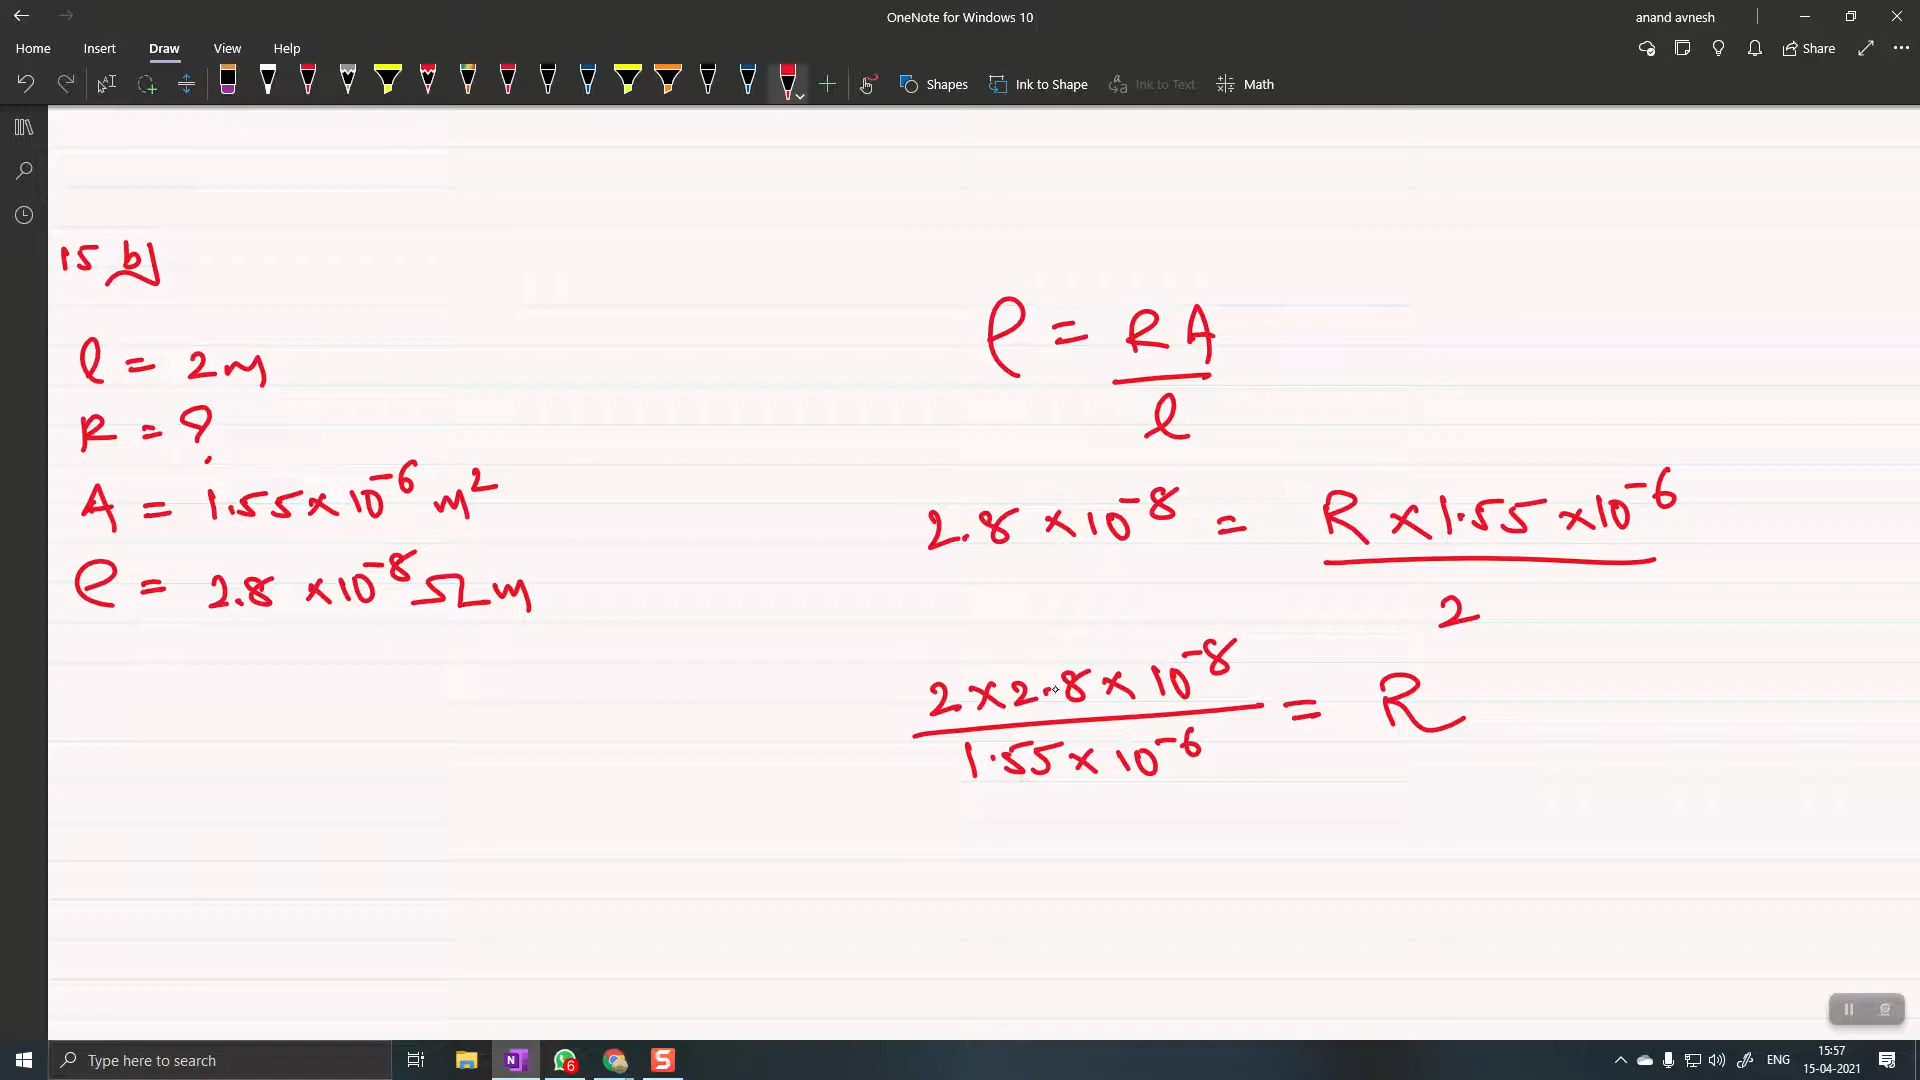 OneNote for Windows 10
anand avnesh
Home Insert Draw View Help
Share
Shapes Ink to Shape Ink to Text Math
15 b)
l = 2m
R = ?
A = 1.55 × 10⁻⁶ m²
ρ = 2.8 × 10⁻⁸ Ω m
ρ = RA
l
2.8 × 10⁻⁸ = R × 1.55 × 10⁻⁶
2
2 × 2.8 × 10⁻⁸ = R
1.55 × 10⁻⁶
Type here to search
6
ENG
15:57
15-04-2021